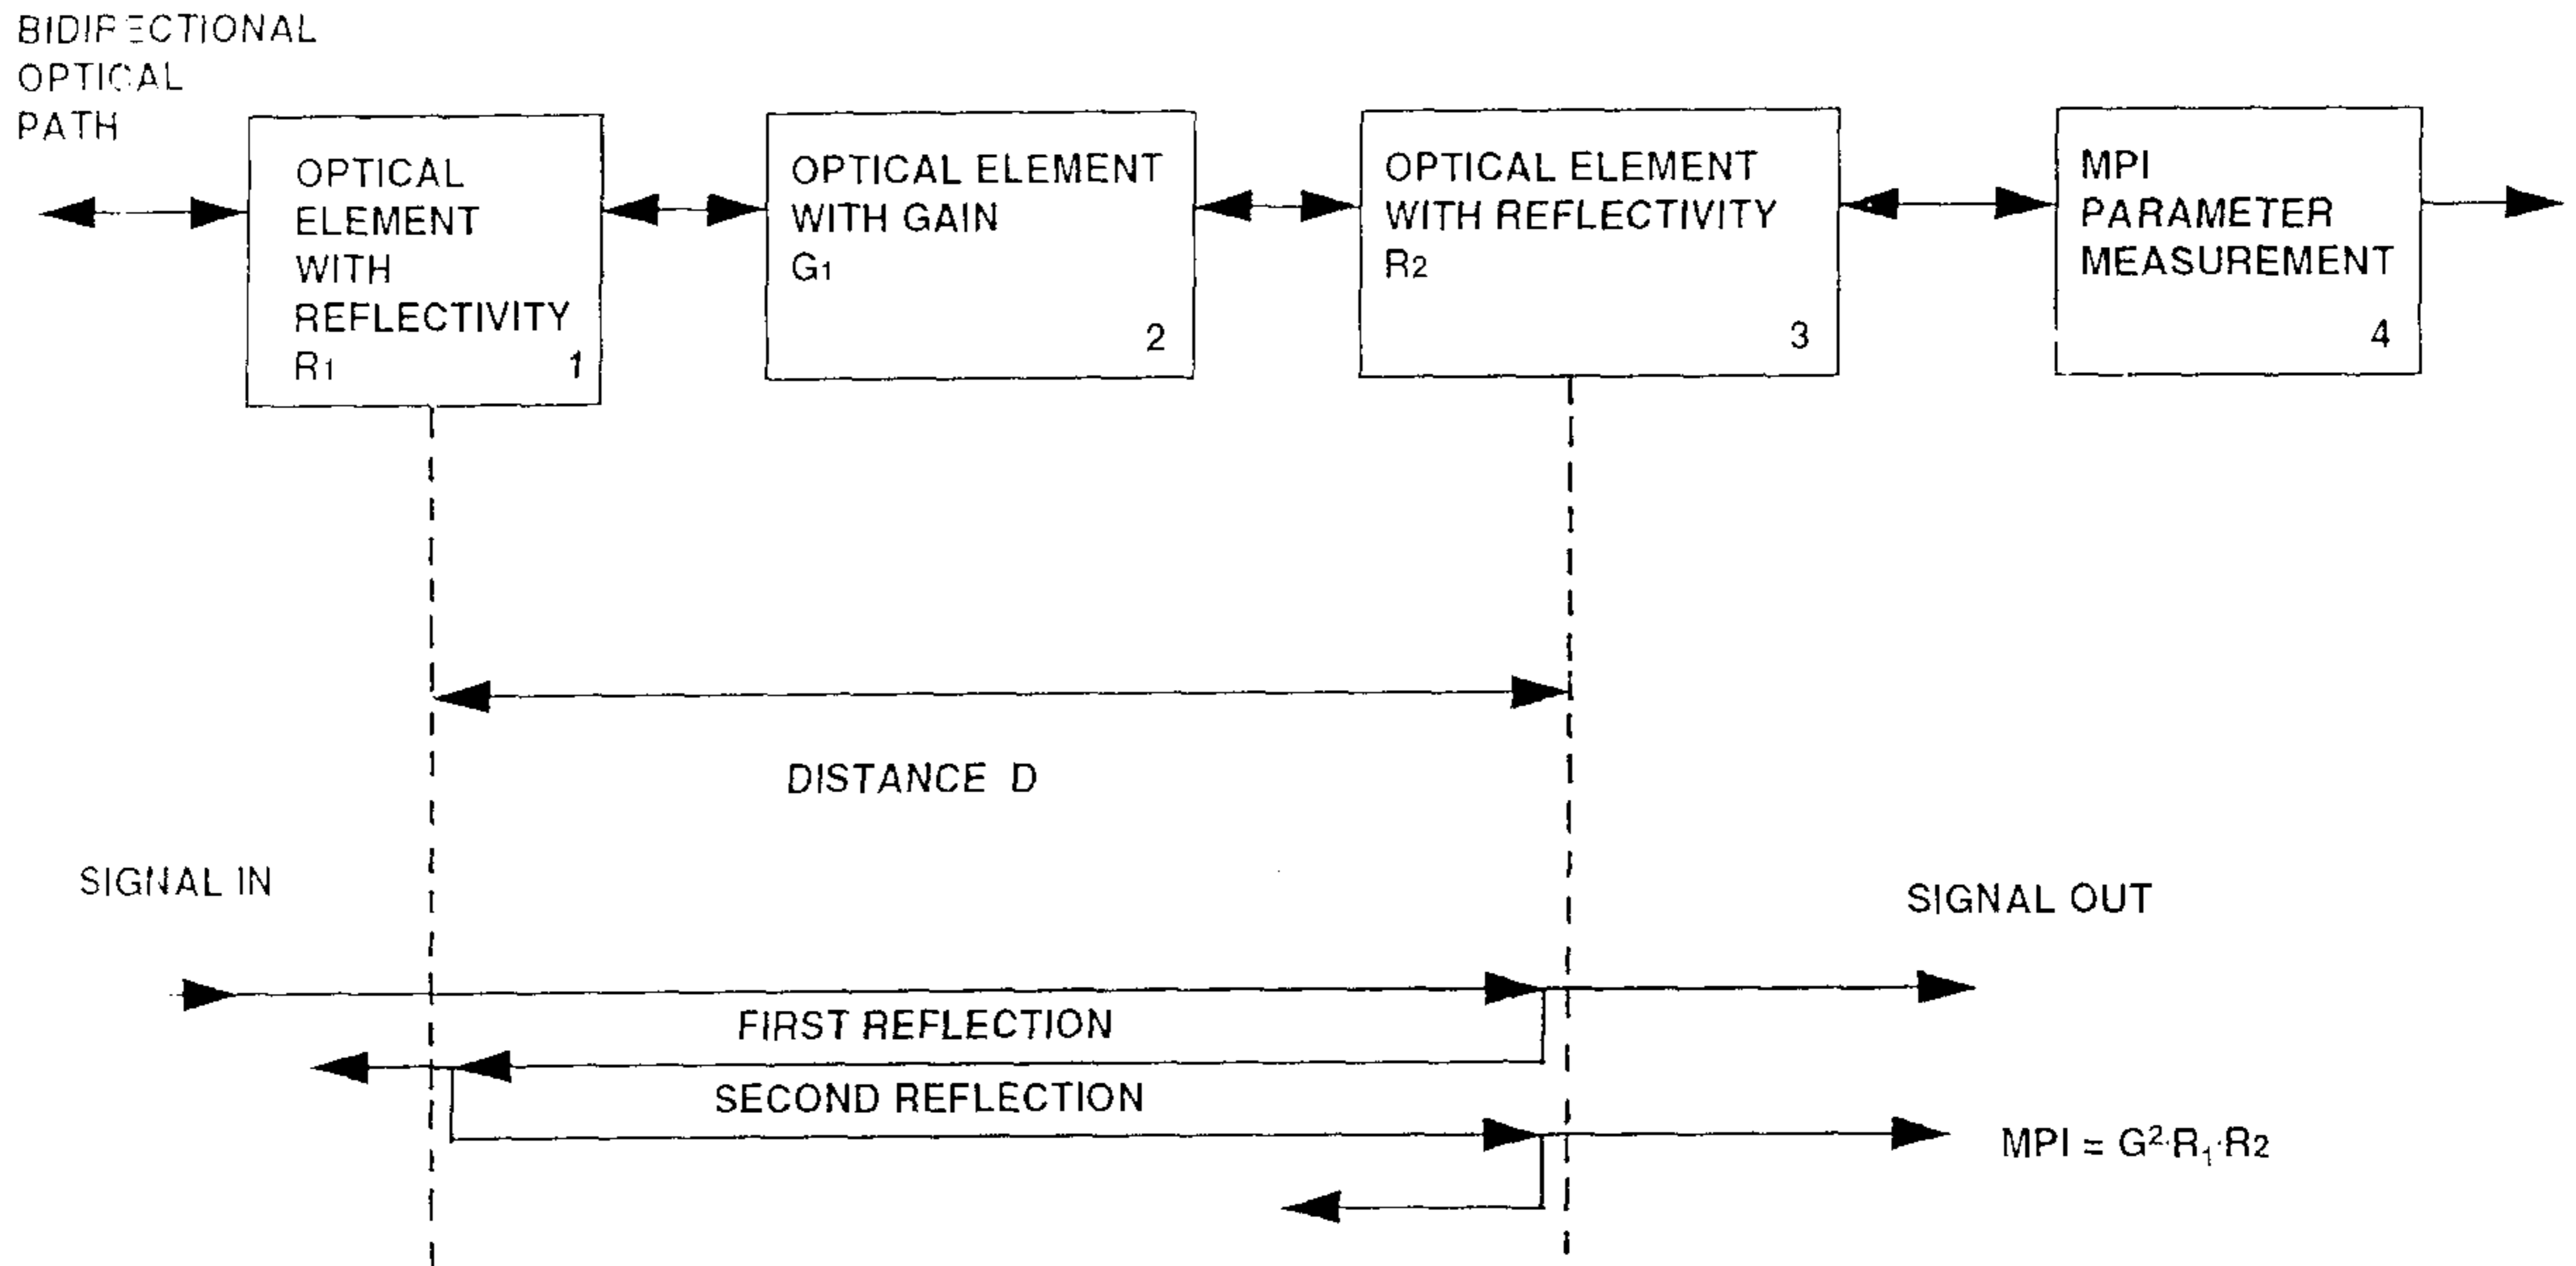 BIDIRECTIONAL
OPTICAL
PATH
OPTICAL
ELEMENT
WITH
REFLECTIVITY
R1
1
OPTICAL ELEMENT
WITH GAIN
G1
2
OPTICAL ELEMENT
WITH REFLECTIVITY
R2
3
MPI
PARAMETER
MEASUREMENT
4
DISTANCE D
SIGNAL IN
SIGNAL OUT
FIRST REFLECTION
SECOND REFLECTION
MPI = G²·R₁·R2